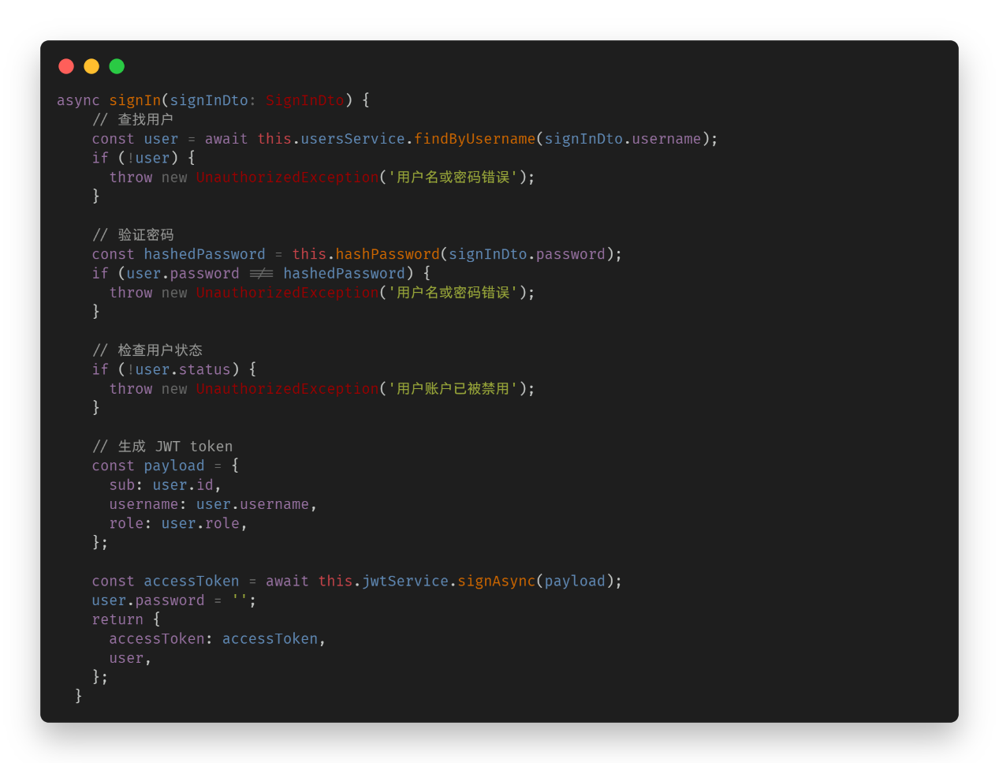 async signIn(signInDto: SignInDto) {
    // 查找用户
    const user = await this.usersService.findByUsername(signInDto.username);
    if (!user) {
      throw new UnauthorizedException('用户名或密码错误');
    }

    // 验证密码
    const hashedPassword = this.hashPassword(signInDto.password);
    if (user.password !== hashedPassword) {
      throw new UnauthorizedException('用户名或密码错误');
    }

    // 检查用户状态
    if (!user.status) {
      throw new UnauthorizedException('用户账户已被禁用');
    }

    // 生成 JWT token
    const payload = {
      sub: user.id,
      username: user.username,
      role: user.role,
    };

    const accessToken = await this.jwtService.signAsync(payload);
    user.password = '';
    return {
      accessToken: accessToken,
      user,
    };
  }